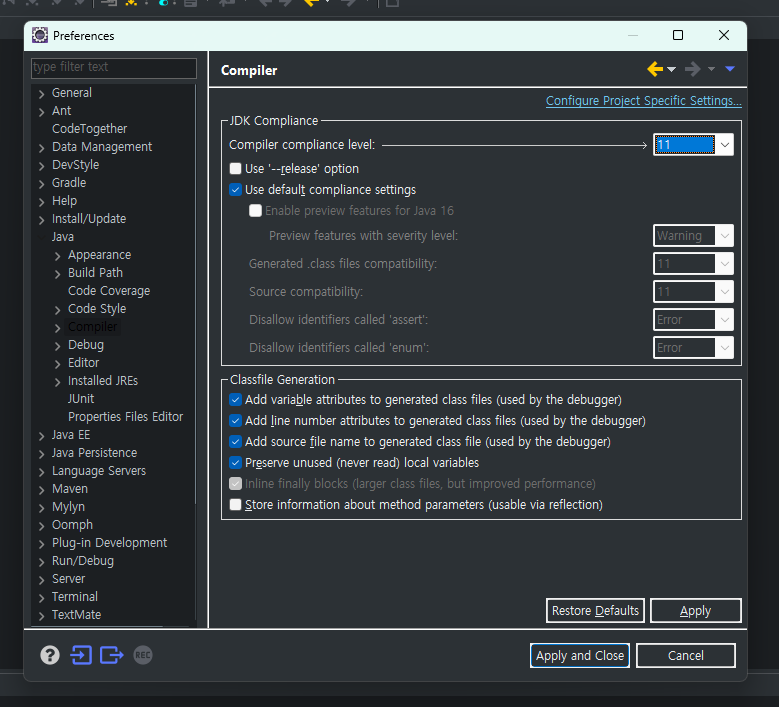 Preferences
type filter text
General
Ant
CodeTogether
Data Management
DevStyle
Gradle
Help
Install/Update
Java
Appearance
Build Path
Code Coverage
Code Style
Compiler
Debug
Editor
Installed JREs
JUnit
Properties Files Editor
Java EE
Java Persistence
Language Servers
Maven
Mylyn
Oomph
Plug-in Development
Run/Debug
Server
Terminal
TextMate
Compiler
Configure Project Specific Settings...
JDK Compliance
Compiler compliance level: 11
Use '--release' option
Use default compliance settings
Enable preview features for Java 16
Preview features with severity level: Warning
Generated .class files compatibility: 11
Source compatibility: 11
Disallow identifiers called 'assert': Error
Disallow identifiers called 'enum': Error
Classfile Generation
Add variable attributes to generated class files (used by the debugger)
Add line number attributes to generated class files (used by the debugger)
Add source file name to generated class file (used by the debugger)
Preserve unused (never read) local variables
Inline finally blocks (larger class files, but improved performance)
Store information about method parameters (usable via reflection)
Restore Defaults Apply
? REC Apply and Close Cancel